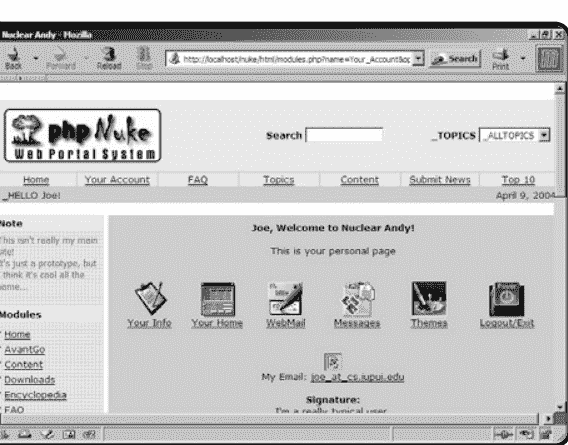 Nuclear Andy - Mozilla
Back Forward Reload Stop http://localhost/nuke/html/modules.php?name=Your_Account&op Search Print
php Nuke
Web Portal System
Search _TOPICS _ALLTOPICS
Home Your Account FAQ Topics Content Submit News Top 10
_HELLO Joe! April 9, 2004
Note
This isn't really my main
site!
It's just a prototype, but
I think it's cool all the
same...
Joe, Welcome to Nuclear Andy!
This is your personal page
Your Info Your Home WebMail Messages Themes Logout/Exit
Modules
Home
AvantGo
Content
Downloads
Encyclopedia
FAQ
My Email: joe_at_cs.iupui.edu
Signature:
I'm a really typical user